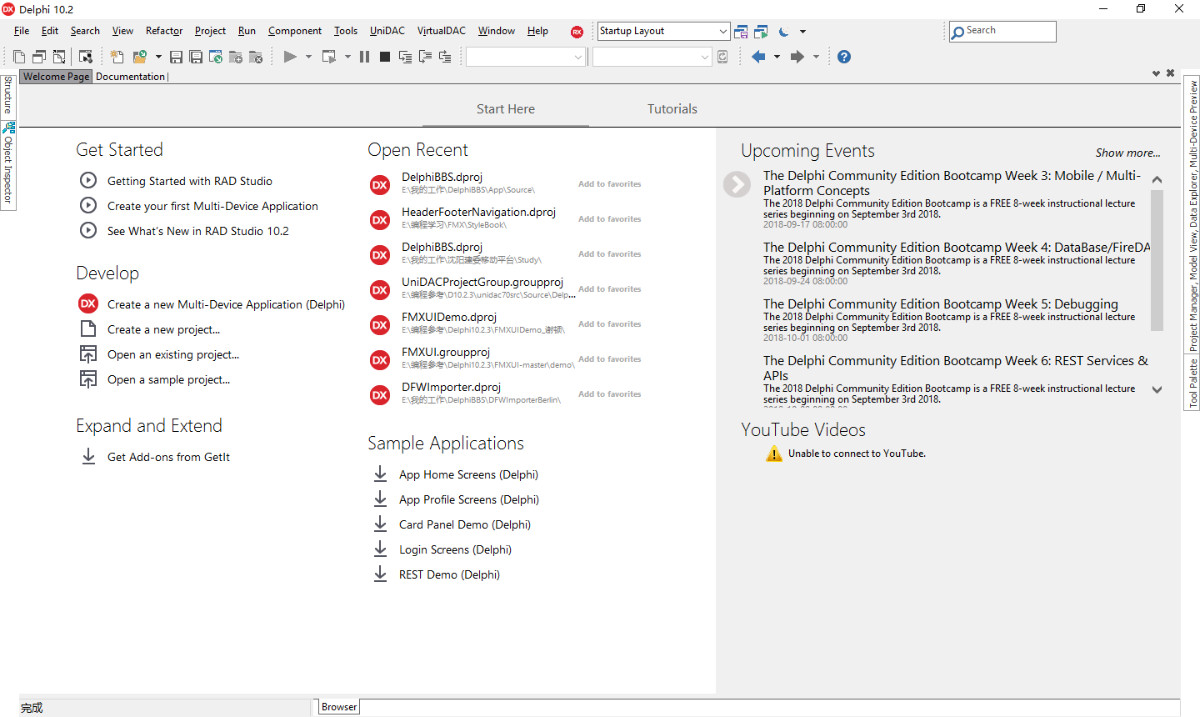 Delphi 10.2
File Edit Search View Refactor Project Run Component Tools UniDAC VirtualDAC Window Help
Startup Layout
Search
Welcome Page Documentation
Structure
Object Inspector
Start Here Tutorials
Get Started
Getting Started with RAD Studio
Create your first Multi-Device Application
See What's New in RAD Studio 10.2
Develop
DX Create a new Multi-Device Application (Delphi)
Create a new project...
Open an existing project...
Open a sample project...
Expand and Extend
Get Add-ons from GetIt
Open Recent
DX DelphiBBS.dproj
E:\我的工作\DelphiBBS\App\Source\
Add to favorites
DX HeaderFooterNavigation.dproj
E:\编程学习\FMX\StyleBook\
Add to favorites
DX DelphiBBS.dproj
E:\我的工作\沈阳建委移动平台\Study\
Add to favorites
DX UniDACProjectGroup.groupproj
E:\编程参考\D10.2.3\unidac70src\Source\Delp...
Add to favorites
DX FMXUIDemo.dproj
E:\编程参考\Delphi10.2.3\FMXUIDemo_谢顿\
Add to favorites
DX FMXUI.groupproj
E:\编程参考\Delphi10.2.3\FMXUI-master\demo\
Add to favorites
DX DFWImporter.dproj
E:\我的工作\DelphiBBS\DFWImporterBerlin\
Add to favorites
Sample Applications
App Home Screens (Delphi)
App Profile Screens (Delphi)
Card Panel Demo (Delphi)
Login Screens (Delphi)
REST Demo (Delphi)
Upcoming Events
Show more...
The Delphi Community Edition Bootcamp Week 3: Mobile / Multi-
Platform Concepts
The 2018 Delphi Community Edition Bootcamp is a FREE 8-week instructional lecture
series beginning on September 3rd 2018.
2018-09-17 08:00:00
The Delphi Community Edition Bootcamp Week 4: DataBase/FireDA
The 2018 Delphi Community Edition Bootcamp is a FREE 8-week instructional lecture
series beginning on September 3rd 2018.
2018-09-24 08:00:00
The Delphi Community Edition Bootcamp Week 5: Debugging
The 2018 Delphi Community Edition Bootcamp is a FREE 8-week instructional lecture
series beginning on September 3rd 2018.
2018-10-01 08:00:00
The Delphi Community Edition Bootcamp Week 6: REST Services &
APIs
The 2018 Delphi Community Edition Bootcamp is a FREE 8-week instructional lecture
series beginning on September 3rd 2018.
YouTube Videos
Unable to connect to YouTube.
Project Manager, Model View, Data Explorer, Multi-Device Preview
Tool Palette
完成
Browser